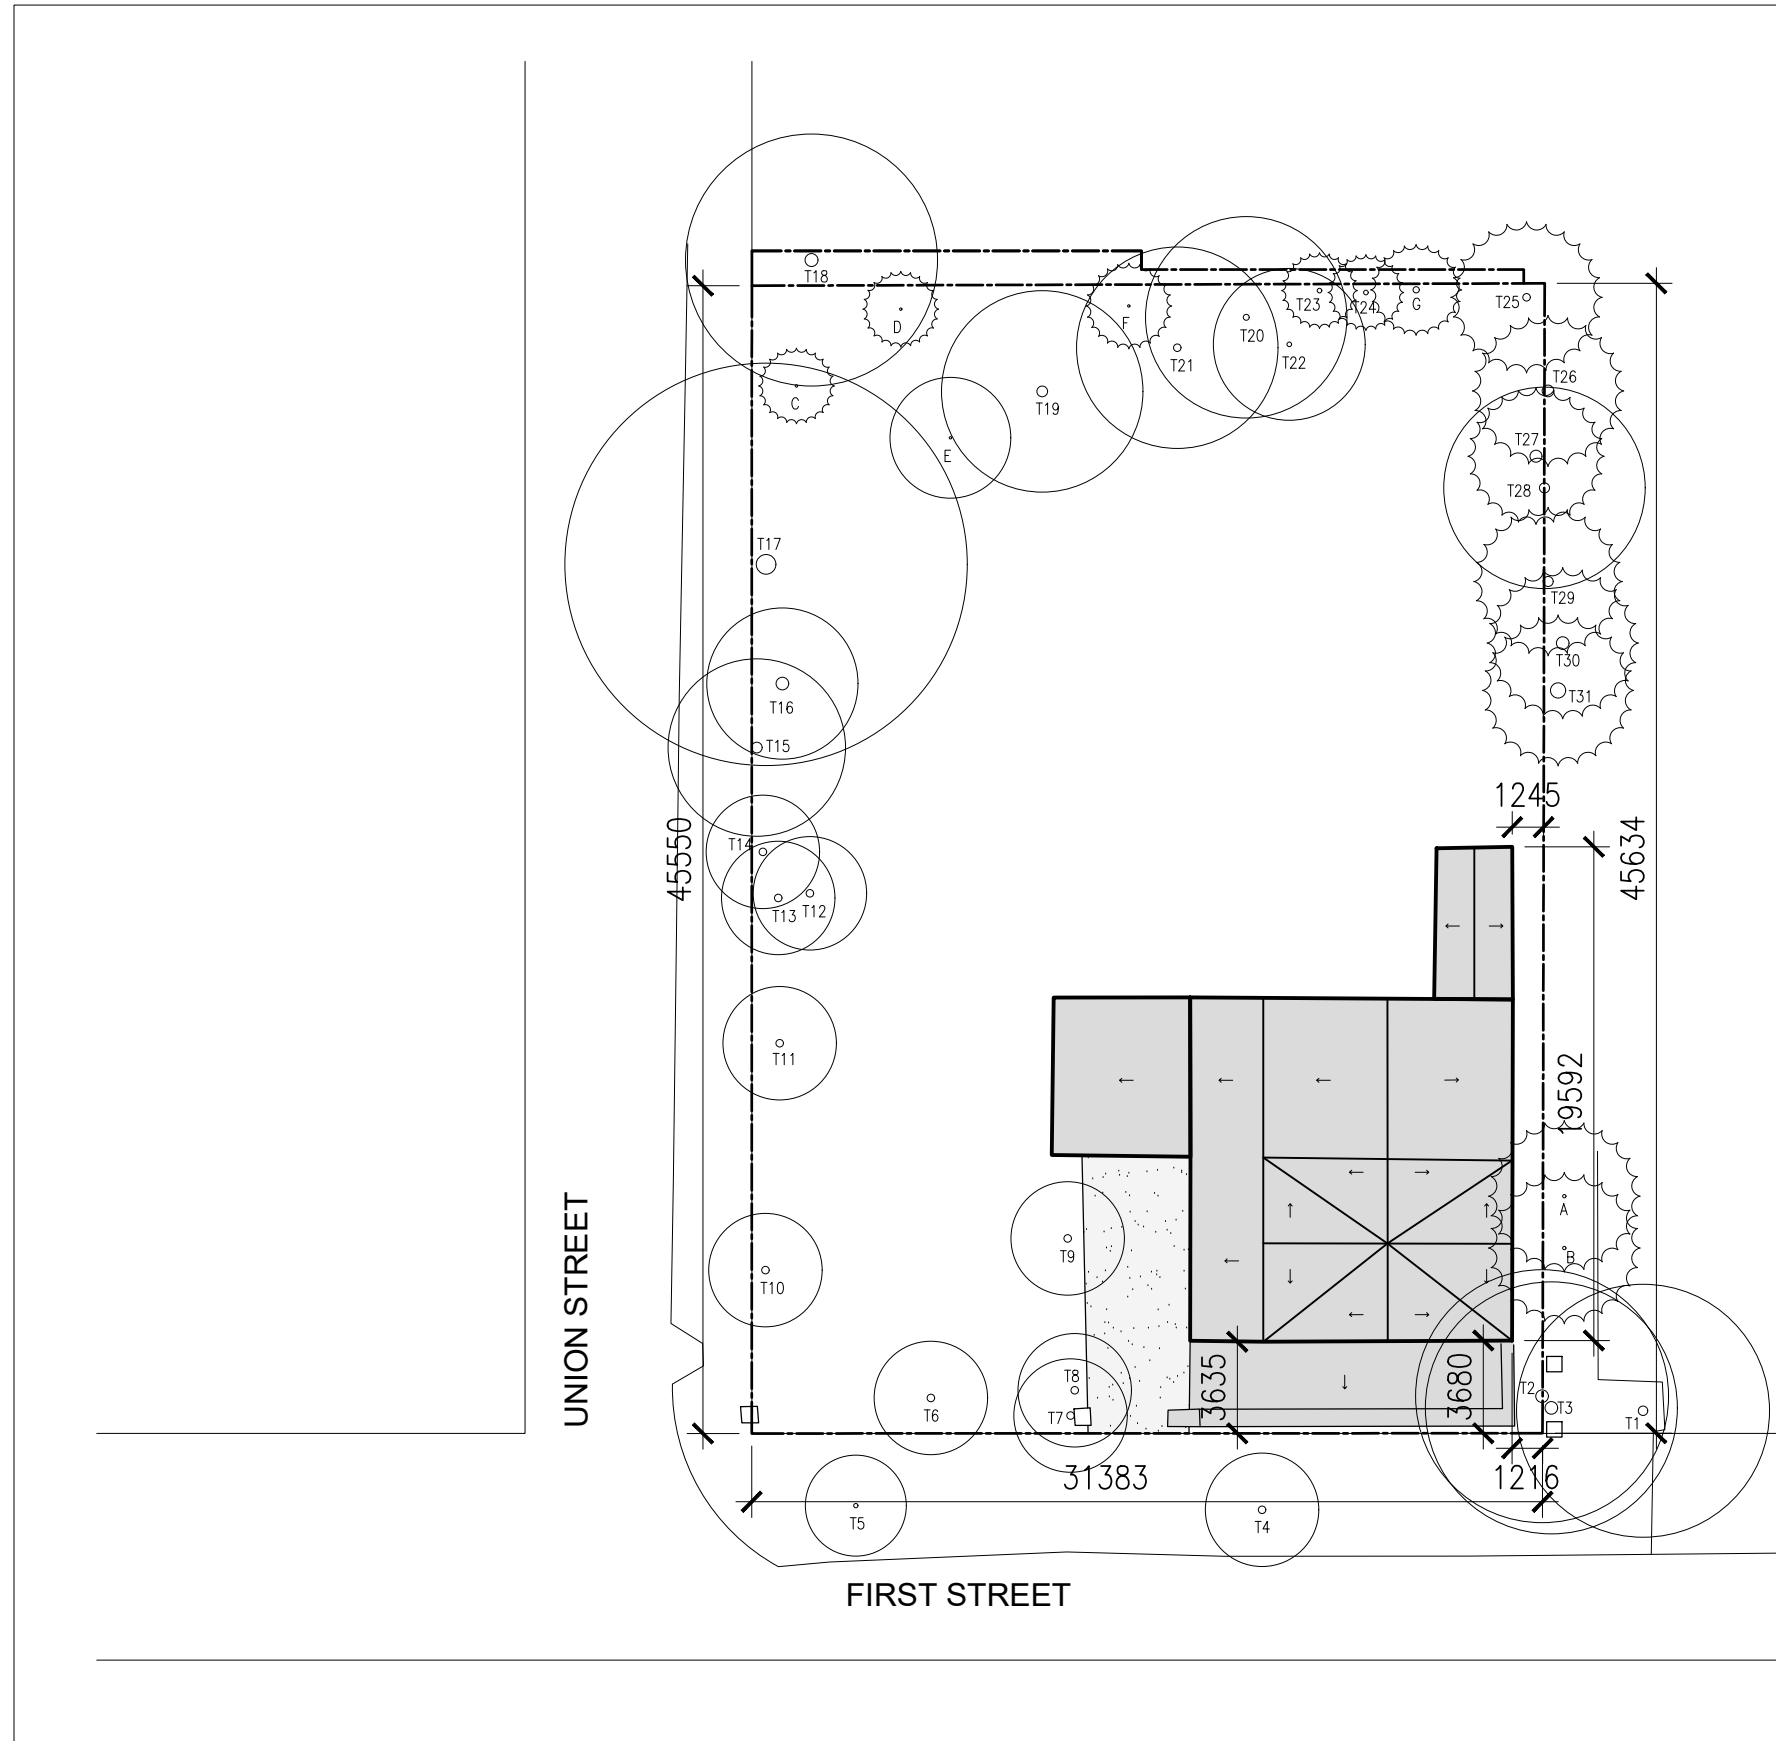 T18
D
F
T23
T24
G
T25
T20
T21
T22
C
T26
T19
E
T27
T28
T17
T29
T30
T31
T16
T15
1245
T14
45550
45634
T13
T12
T11
19592
A
T9
B
T10
UNION STREET
3635
3680
T8
T7
T6
T2
T3
T1
31383
1216
T5
T4
FIRST STREET